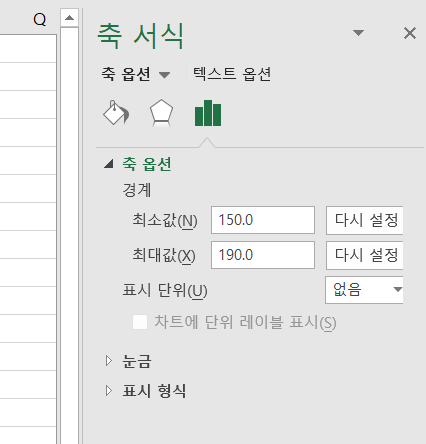 Q
축 서식
축 옵션 텍스트 옵션
축 옵션
경계
최소값(N) 150.0 다시 설정
최대값(X) 190.0 다시 설정
표시 단위(U) 없음
차트에 단위 레이블 표시(S)
눈금
표시 형식